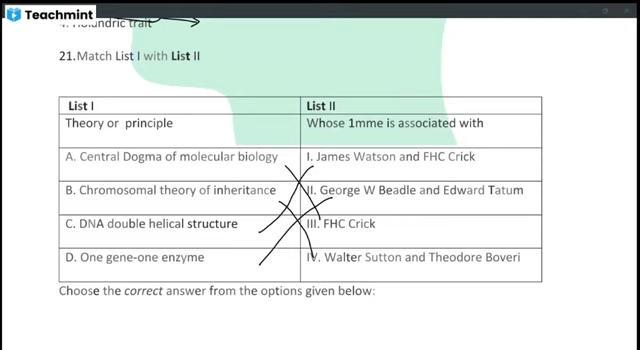 Teachmint
4. Holandric trait
21. Match List I with List II
List I List II
Theory or principle Whose 1mme is associated with
A. Central Dogma of molecular biology I. James Watson and FHC Crick
B. Chromosomal theory of inheritance II. George W Beadle and Edward Tatum
C. DNA double helical structure III. FHC Crick
D. One gene-one enzyme IV. Walter Sutton and Theodore Boveri
Choose the correct answer from the options given below: